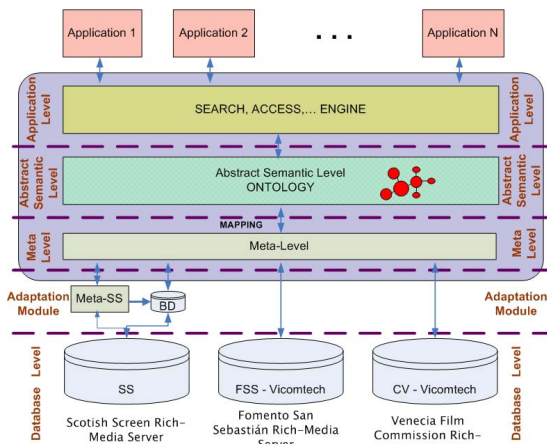 Application 1
Application 2
. . .
Application N
Application
Level
SEARCH, ACCESS,... ENGINE
Application
Level
Abstract
Semantic
Level
Abstract Semantic Level
ONTOLOGY
Abstract
Semantic
Level
MAPPING
Meta
Level
Meta-Level
Meta
Level
Adaptation
Module
Meta-SS
BD
Adaptation
Module
Database Level
SS
FSS - Vicomtech
CV - Vicomtech
Database Level
Scotish Screen Rich-
Media Server
Fomento San
Sebastián Rich-Media
Server
Venecia Film
Commission Rich-